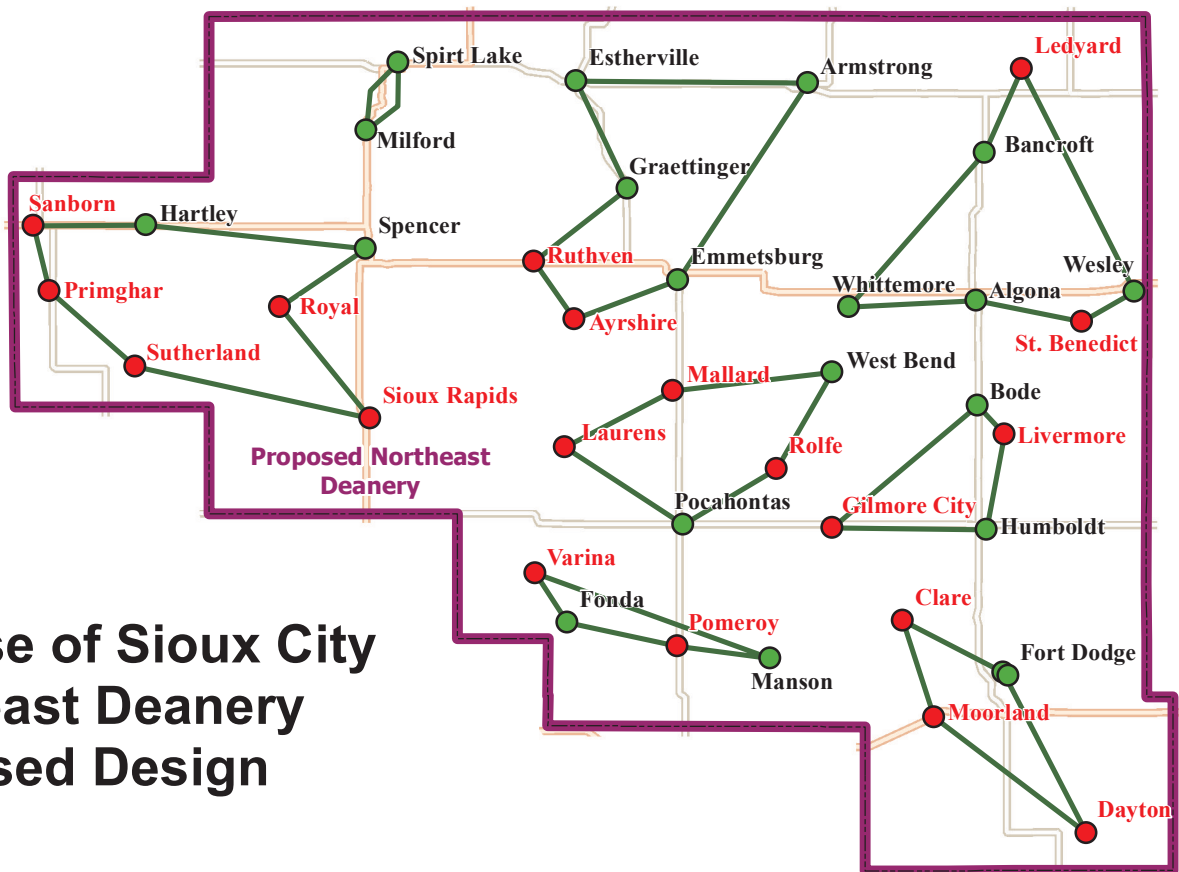 Ledyard
Spirt Lake
Estherville
Armstrong
Milford
Bancroft
Graettinger
Sanborn
Hartley
Spencer
Ruthven
Emmetsburg
Wesley
Primghar
Royal
Whittemore
Algona
Ayrshire
St. Benedict
Sutherland
Mallard
West Bend
Sioux Rapids
Bode
Laurens
Rolfe
Livermore
Proposed Northeast
Deanery
Pocahontas
Gilmore City
Humboldt
Varina
Fonda
Clare
Pomeroy
Fort Dodge
Manson
Moorland
Dayton
se of Sioux City
east Deanery
sed Design